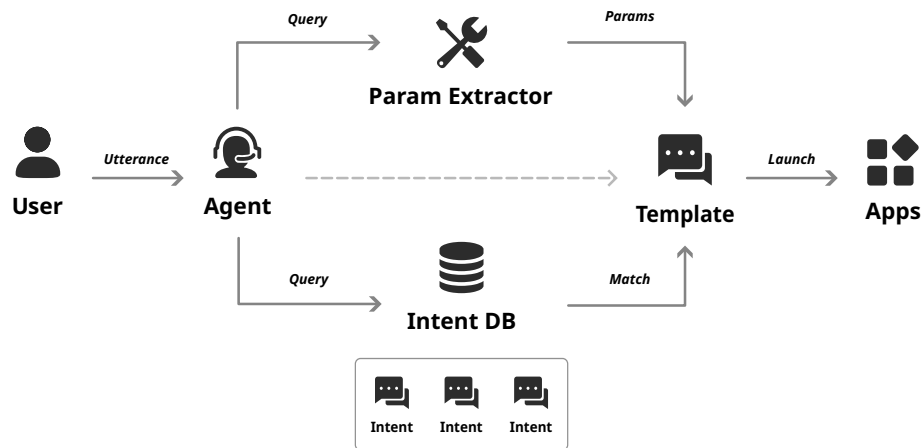 Query
Params
Param Extractor
Utterance
Launch
User
Agent
Template
Apps
Query
Match
Intent DB
Intent
Intent
Intent